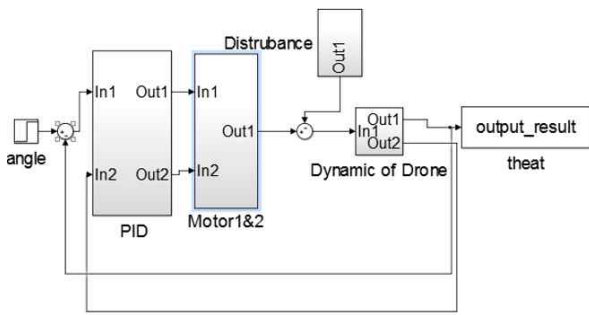 Distrubance
Out1
In1
Out1
In1
Out1
In1
Out1
output_result
angle
In2
Out2
In2
Out2
Dynamic of Drone
theat
PID
Motor1&2